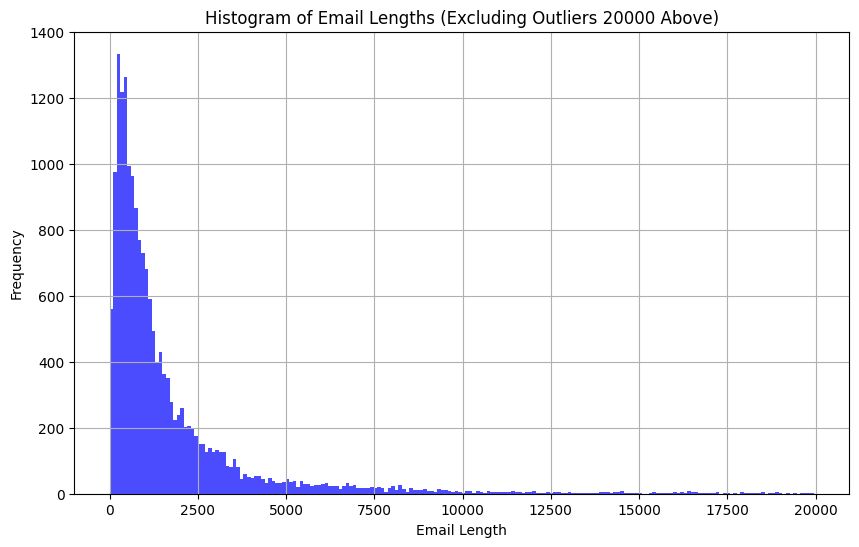 Histogram of Email Lengths (Excluding Outliers 20000 Above)
1400
1200
1000
800
600
400
200
0
Frequency
0 2500 5000 7500 10000 12500 15000 17500 20000
Email Length